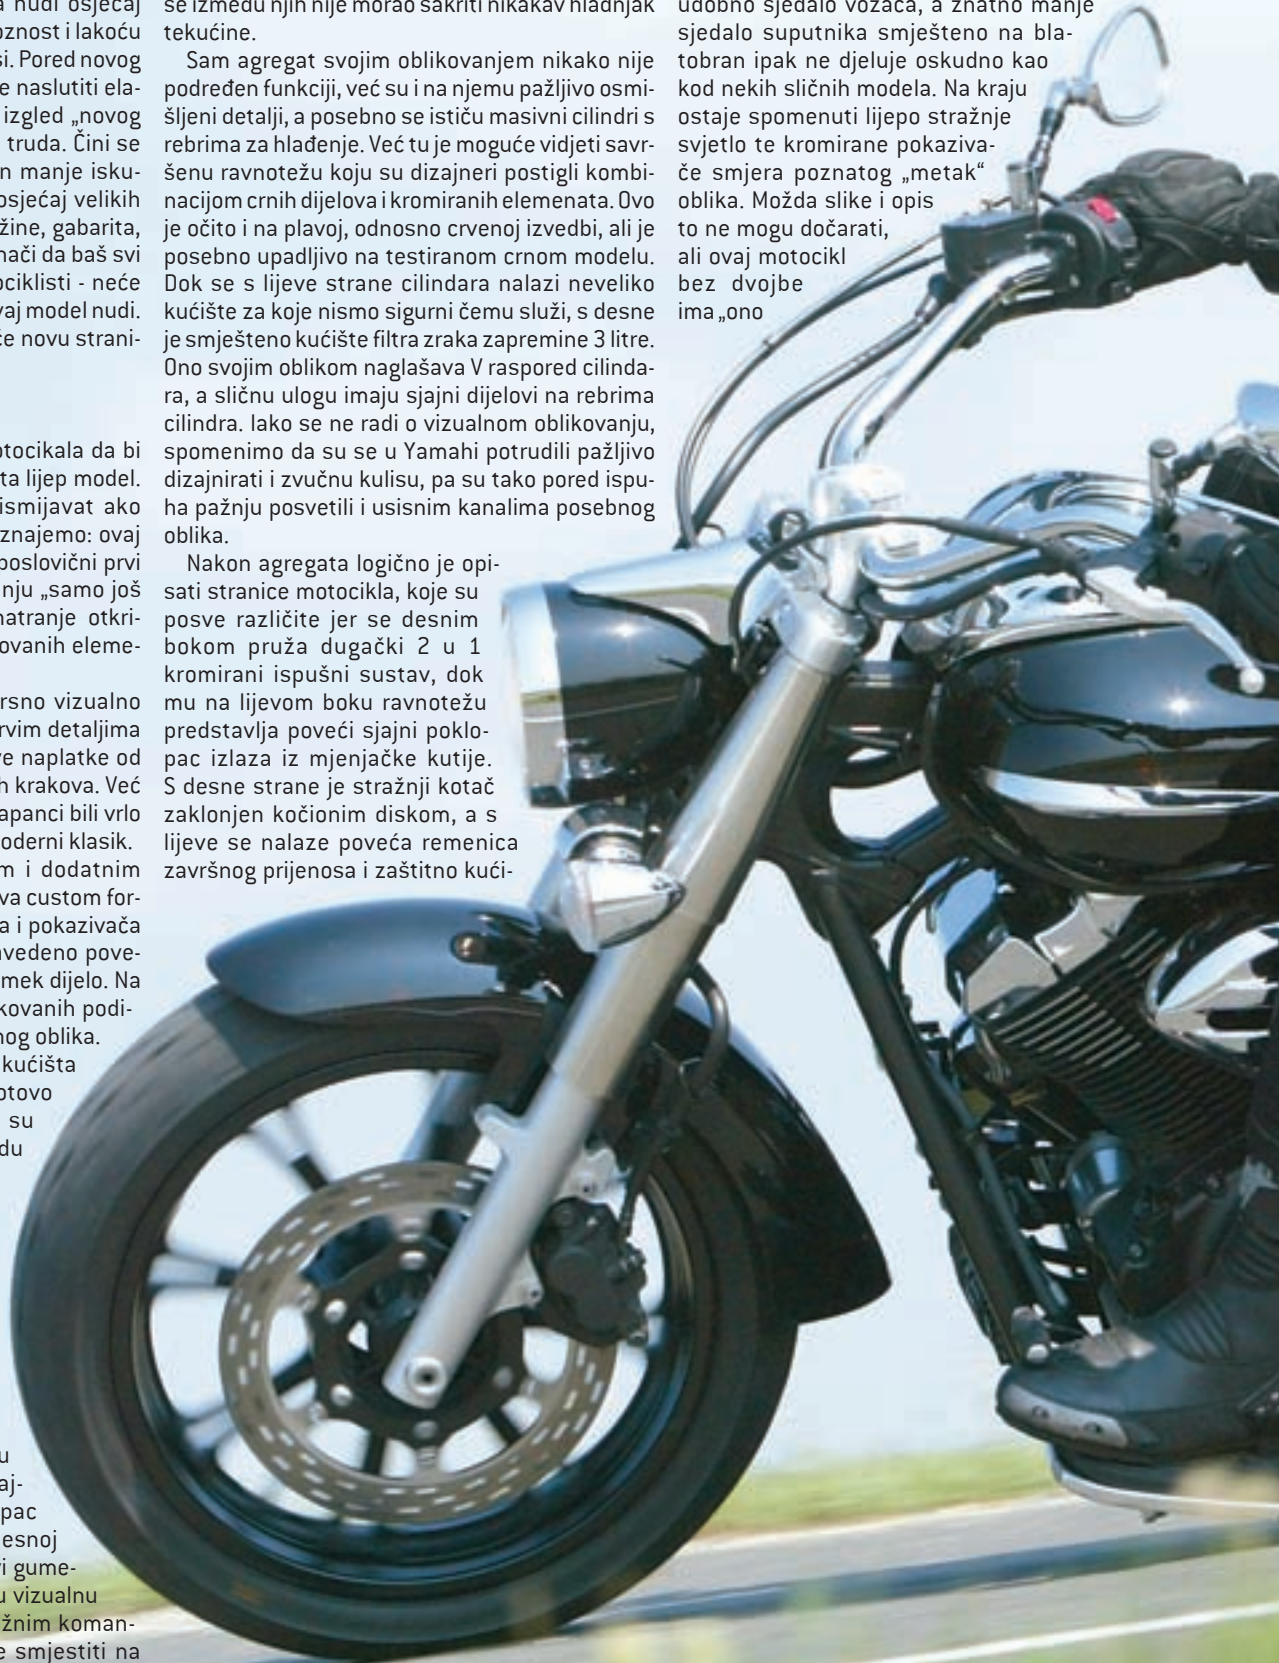 a nudi osjećaj
oznost i lakoću
si. Pored novog
e naslutiti ela-
izgled „novog
truda. Čini se
n manje isku-
osjećaj velikih
žine, gabarita,
nači da baš svi
ociklisti - neće
vaj model nudi.
će novu strani-
otocikala da bi
ta lijep model.
ismijavat ako
znajemo: ovaj
poslovični prvi
nju „samo još
natranje otkri-
ovanih eleme-
rsno vizualno
rvim detaljima
ve naplatke od
h krakova. Već
apanci bili vrlo
oderni klasik.
m i dodatnim
va custom for-
a i pokazivača
avedeno pove-
mek dijelo. Na
kovanih podi-
nog oblika.
kućišta
otovo
su
du
u
aj-
pac
esnoj
i gume-
u vizualnu
žnim koman-
e smjestiti na
se između njih nije morao sakriti nikakav hladnjak
tekućine.
Sam agregat svojim oblikovanjem nikako nije
podređen funkciji, već su i na njemu pažljivo osmi-
šljeni detalji, a posebno se ističu masivni cilindri s
rebrima za hlađenje. Već tu je moguće vidjeti savr-
šenu ravnotežu koju su dizajneri postigli kombi-
nacijom crnih dijelova i kromiranih elemenata. Ovo
je očito i na plavoj, odnosno crvenoj izvedbi, ali je
posebno upadljivo na testiranom crnom modelu.
Dok se s lijeve strane cilindara nalazi neveliko
kućište za koje nismo sigurni čemu služi, s desne
je smješteno kućište filtra zraka zapremine 3 litre.
Ono svojim oblikom naglašava V raspored cilinda-
ra, a sličnu ulogu imaju sjajni dijelovi na rebrima
cilindra. Iako se ne radi o vizualnom oblikovanju,
spomenimo da su se u Yamahi potrudili pažljivo
dizajnirati i zvučnu kulisu, pa su tako pored ispu-
ha pažnju posvetili i usisnim kanalima posebnog
oblika.
Nakon agregata logično je opi-
sati stranice motocikla, koje su
posve različite jer se desnim
bokom pruža dugački 2 u 1
kromirani ispušni sustav, dok
mu na lijevom boku ravnotežu
predstavlja poveći sjajni poklo-
pac izlaza iz mjenjačke kutije.
S desne strane je stražnji kotač
zaklonjen kočionim diskom, a s
lijeve se nalaze poveća remenica
završnog prijenosa i zaštitno kući-
udobno sjedalo vozača, a znatno manje
sjedalo suputnika smješteno na bla-
tobran ipak ne djeluje oskudno kao
kod nekih sličnih modela. Na kraju
ostaje spomenuti lijepo stražnje
svjetlo te kromirane pokaziva-
če smjera poznatog „metak“
oblika. Možda slike i opis
to ne mogu dočarati,
ali ovaj motocikl
bez dvojbe
ima „ono